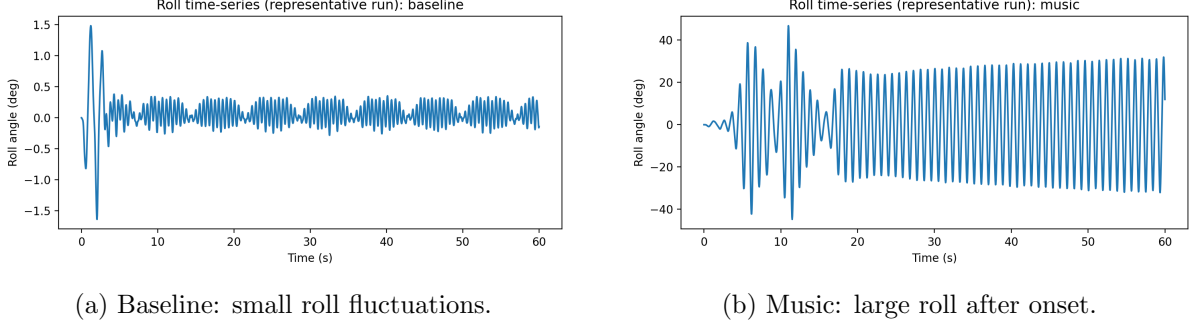 Roll time-series (representative run): baseline
1.5
1.0
0.5
0.0
−0.5
−1.0
−1.5
Roll angle (deg)
0 10 20 30 40 50 60
Time (s)
(a) Baseline: small roll fluctuations.
Roll time-series (representative run): music
40
20
0
−20
−40
Roll angle (deg)
0 10 20 30 40 50 60
Time (s)
(b) Music: large roll after onset.